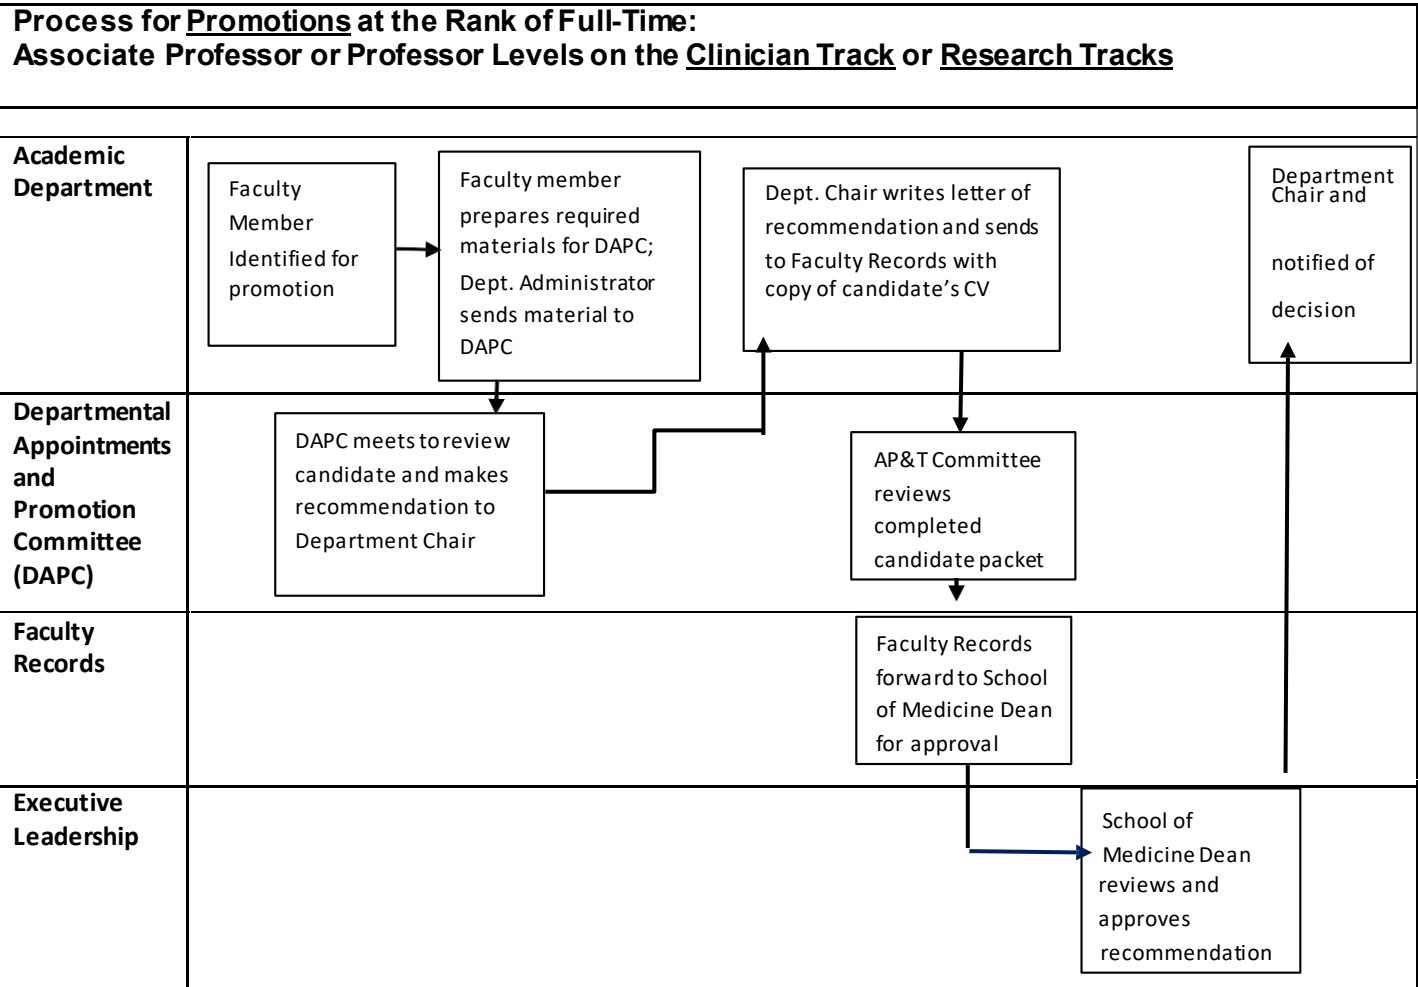 Process for Promotions at the Rank of Full-Time:
Associate Professor or Professor Levels on the Clinician Track or Research Tracks
Academic
Department
Faculty
Member
Identified for
promotion
Faculty member
prepares required
materials for DAPC;
Dept. Administrator
sends material to
DAPC
Dept. Chair writes letter of
recommendation and sends
to Faculty Records with
copy of candidate’s CV
Department
Chair and
notified of
decision
Departmental
Appointments
and
Promotion
Committee
(DAPC)
DAPC meets to review
candidate and makes
recommendation to
Department Chair
AP&T Committee
reviews
completed
candidate packet
Faculty
Records
Faculty Records
forward to School
of Medicine Dean
for approval
Executive
Leadership
School of
Medicine Dean
reviews and
approves
recommendation